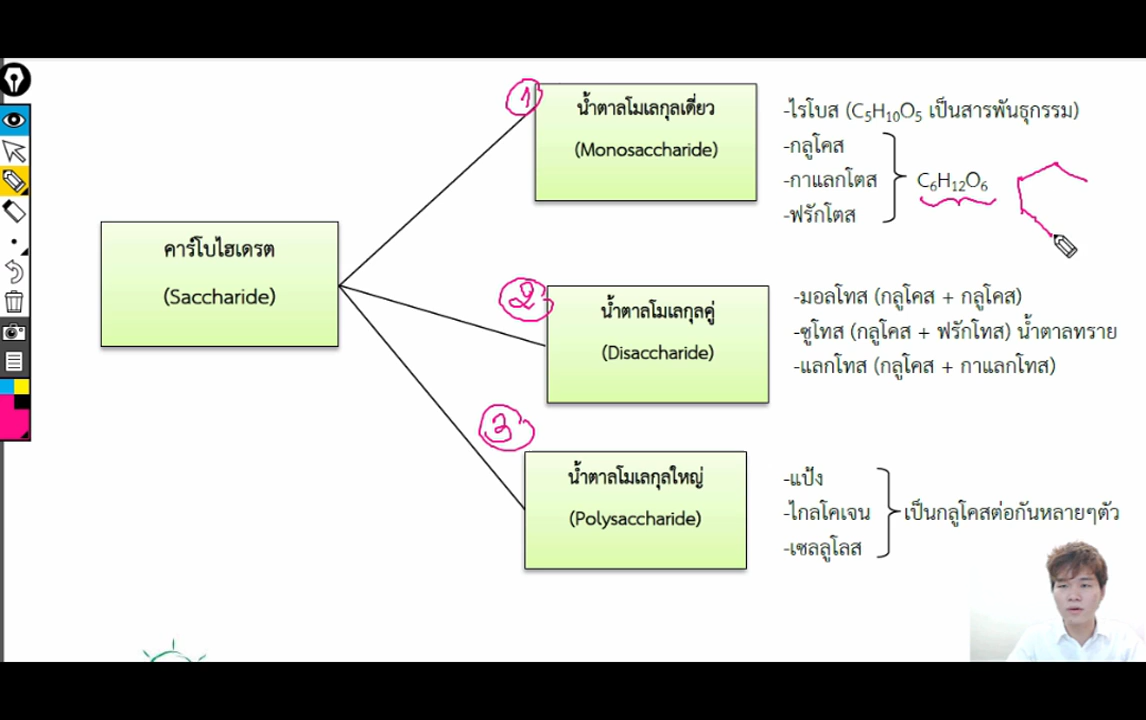 1
น้ำตาลโมเลกุลเดี่ยว
(Monosaccharide)
-ไรโบส (C₅H₁₀O₅ เป็นสารพันธุกรรม)
-กลูโคส
-กาแลกโตส
-ฟรักโตส
C₆H₁₂O₆
คาร์โบไฮเดรต
(Saccharide)
2
น้ำตาลโมเลกุลคู่
(Disaccharide)
-มอลโทส (กลูโคส + กลูโคส)
-ซูโทส (กลูโคส + ฟรักโทส) น้ำตาลทราย
-แลกโทส (กลูโคส + กาแลกโทส)
3
น้ำตาลโมเลกุลใหญ่
(Polysaccharide)
-แป้ง
-ไกลโคเจน
-เซลลูโลส
เป็นกลูโคสต่อกันหลายๆตัว